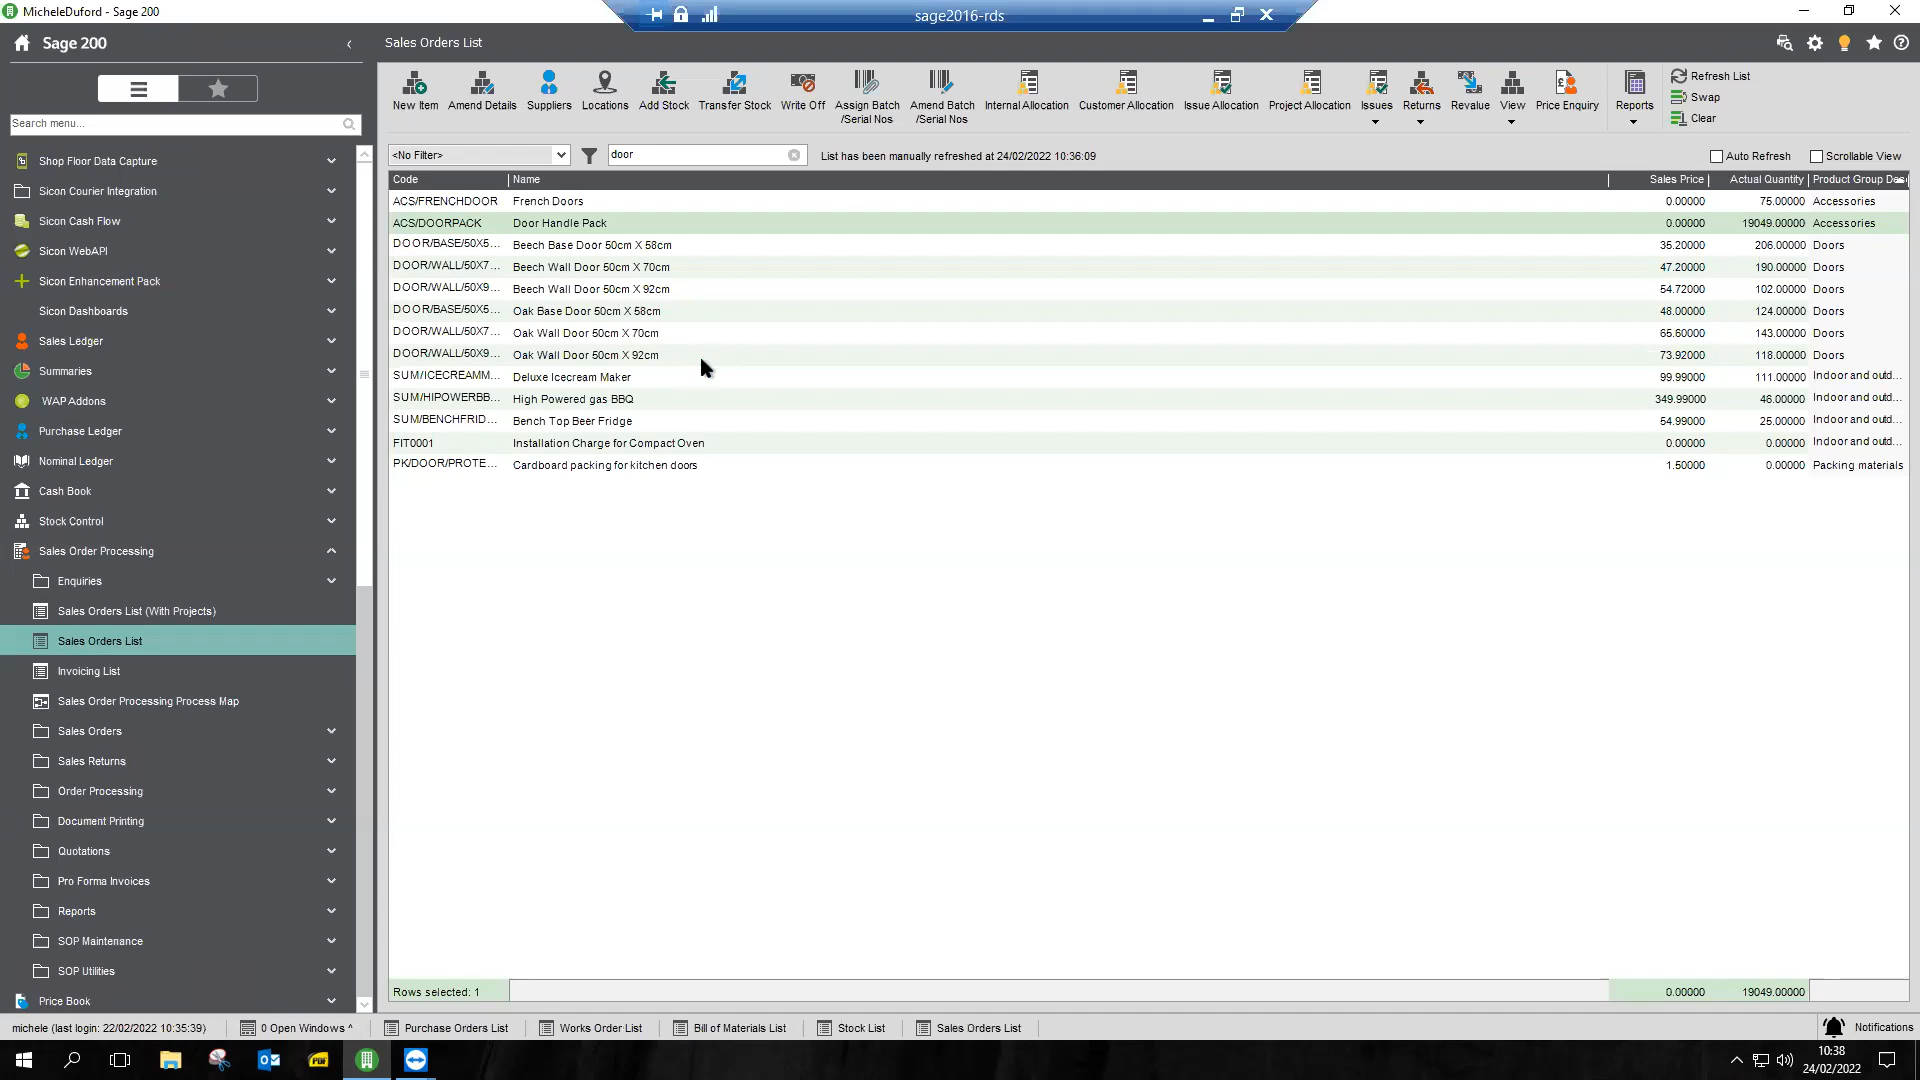 MicheleDuford - Sage 200
sage2016-rds
Sage 200
Sales Orders List
Search menu...
Shop Floor Data Capture
Sicon Courier Integration
Sicon Cash Flow
Sicon WebAPI
Sicon Enhancement Pack
Sicon Dashboards
Sales Ledger
Summaries
WAP Addons
Purchase Ledger
Nominal Ledger
Cash Book
Stock Control
Sales Order Processing
Enquiries
Sales Orders List (With Projects)
Sales Orders List
Invoicing List
Sales Order Processing Process Map
Sales Orders
Sales Returns
Order Processing
Document Printing
Quotations
Pro Forma Invoices
Reports
SOP Maintenance
SOP Utilities
Price Book
New Item Amend Details Suppliers Locations Add Stock Transfer Stock Write Off Assign Batch /Serial Nos Amend Batch /Serial Nos Internal Allocation Customer Allocation Issue Allocation Project Allocation Issues Returns Revalue View Price Enquiry Reports
Refresh List
Swap
Clear
<No Filter> door List has been manually refreshed at 24/02/2022 10:36:09 Auto Refresh Scrollable View
Code Name Sales Price Actual Quantity Product Group Des
ACS/FRENCHDOOR French Doors 0.00000 75.00000 Accessories
ACS/DOORPACK Door Handle Pack 0.00000 19049.00000 Accessories
DOOR/BASE/50X5... Beech Base Door 50cm X 58cm 35.20000 206.00000 Doors
DOOR/WALL/50X7... Beech Wall Door 50cm X 70cm 47.20000 190.00000 Doors
DOOR/WALL/50X9... Beech Wall Door 50cm X 92cm 54.72000 102.00000 Doors
DOOR/BASE/50X5... Oak Base Door 50cm X 58cm 48.00000 124.00000 Doors
DOOR/WALL/50X7... Oak Wall Door 50cm X 70cm 65.60000 143.00000 Doors
DOOR/WALL/50X9... Oak Wall Door 50cm X 92cm 73.92000 118.00000 Doors
SUM/ICECREAMM... Deluxe Icecream Maker 99.99000 111.00000 Indoor and outd...
SUM/HIPOWERBB... High Powered gas BBQ 349.99000 46.00000 Indoor and outd...
SUM/BENCHFRID... Bench Top Beer Fridge 54.99000 25.00000 Indoor and outd...
FIT0001 Installation Charge for Compact Oven 0.00000 0.00000 Indoor and outd...
PK/DOOR/PROTE... Cardboard packing for kitchen doors 1.50000 0.00000 Packing materials
Rows selected: 1 0.00000 19049.00000
michele (last login: 22/02/2022 10:35:39) 0 Open Windows ^ Purchase Orders List Works Order List Bill of Materials List Stock List Sales Orders List Notifications
PDF
10:38
24/02/2022